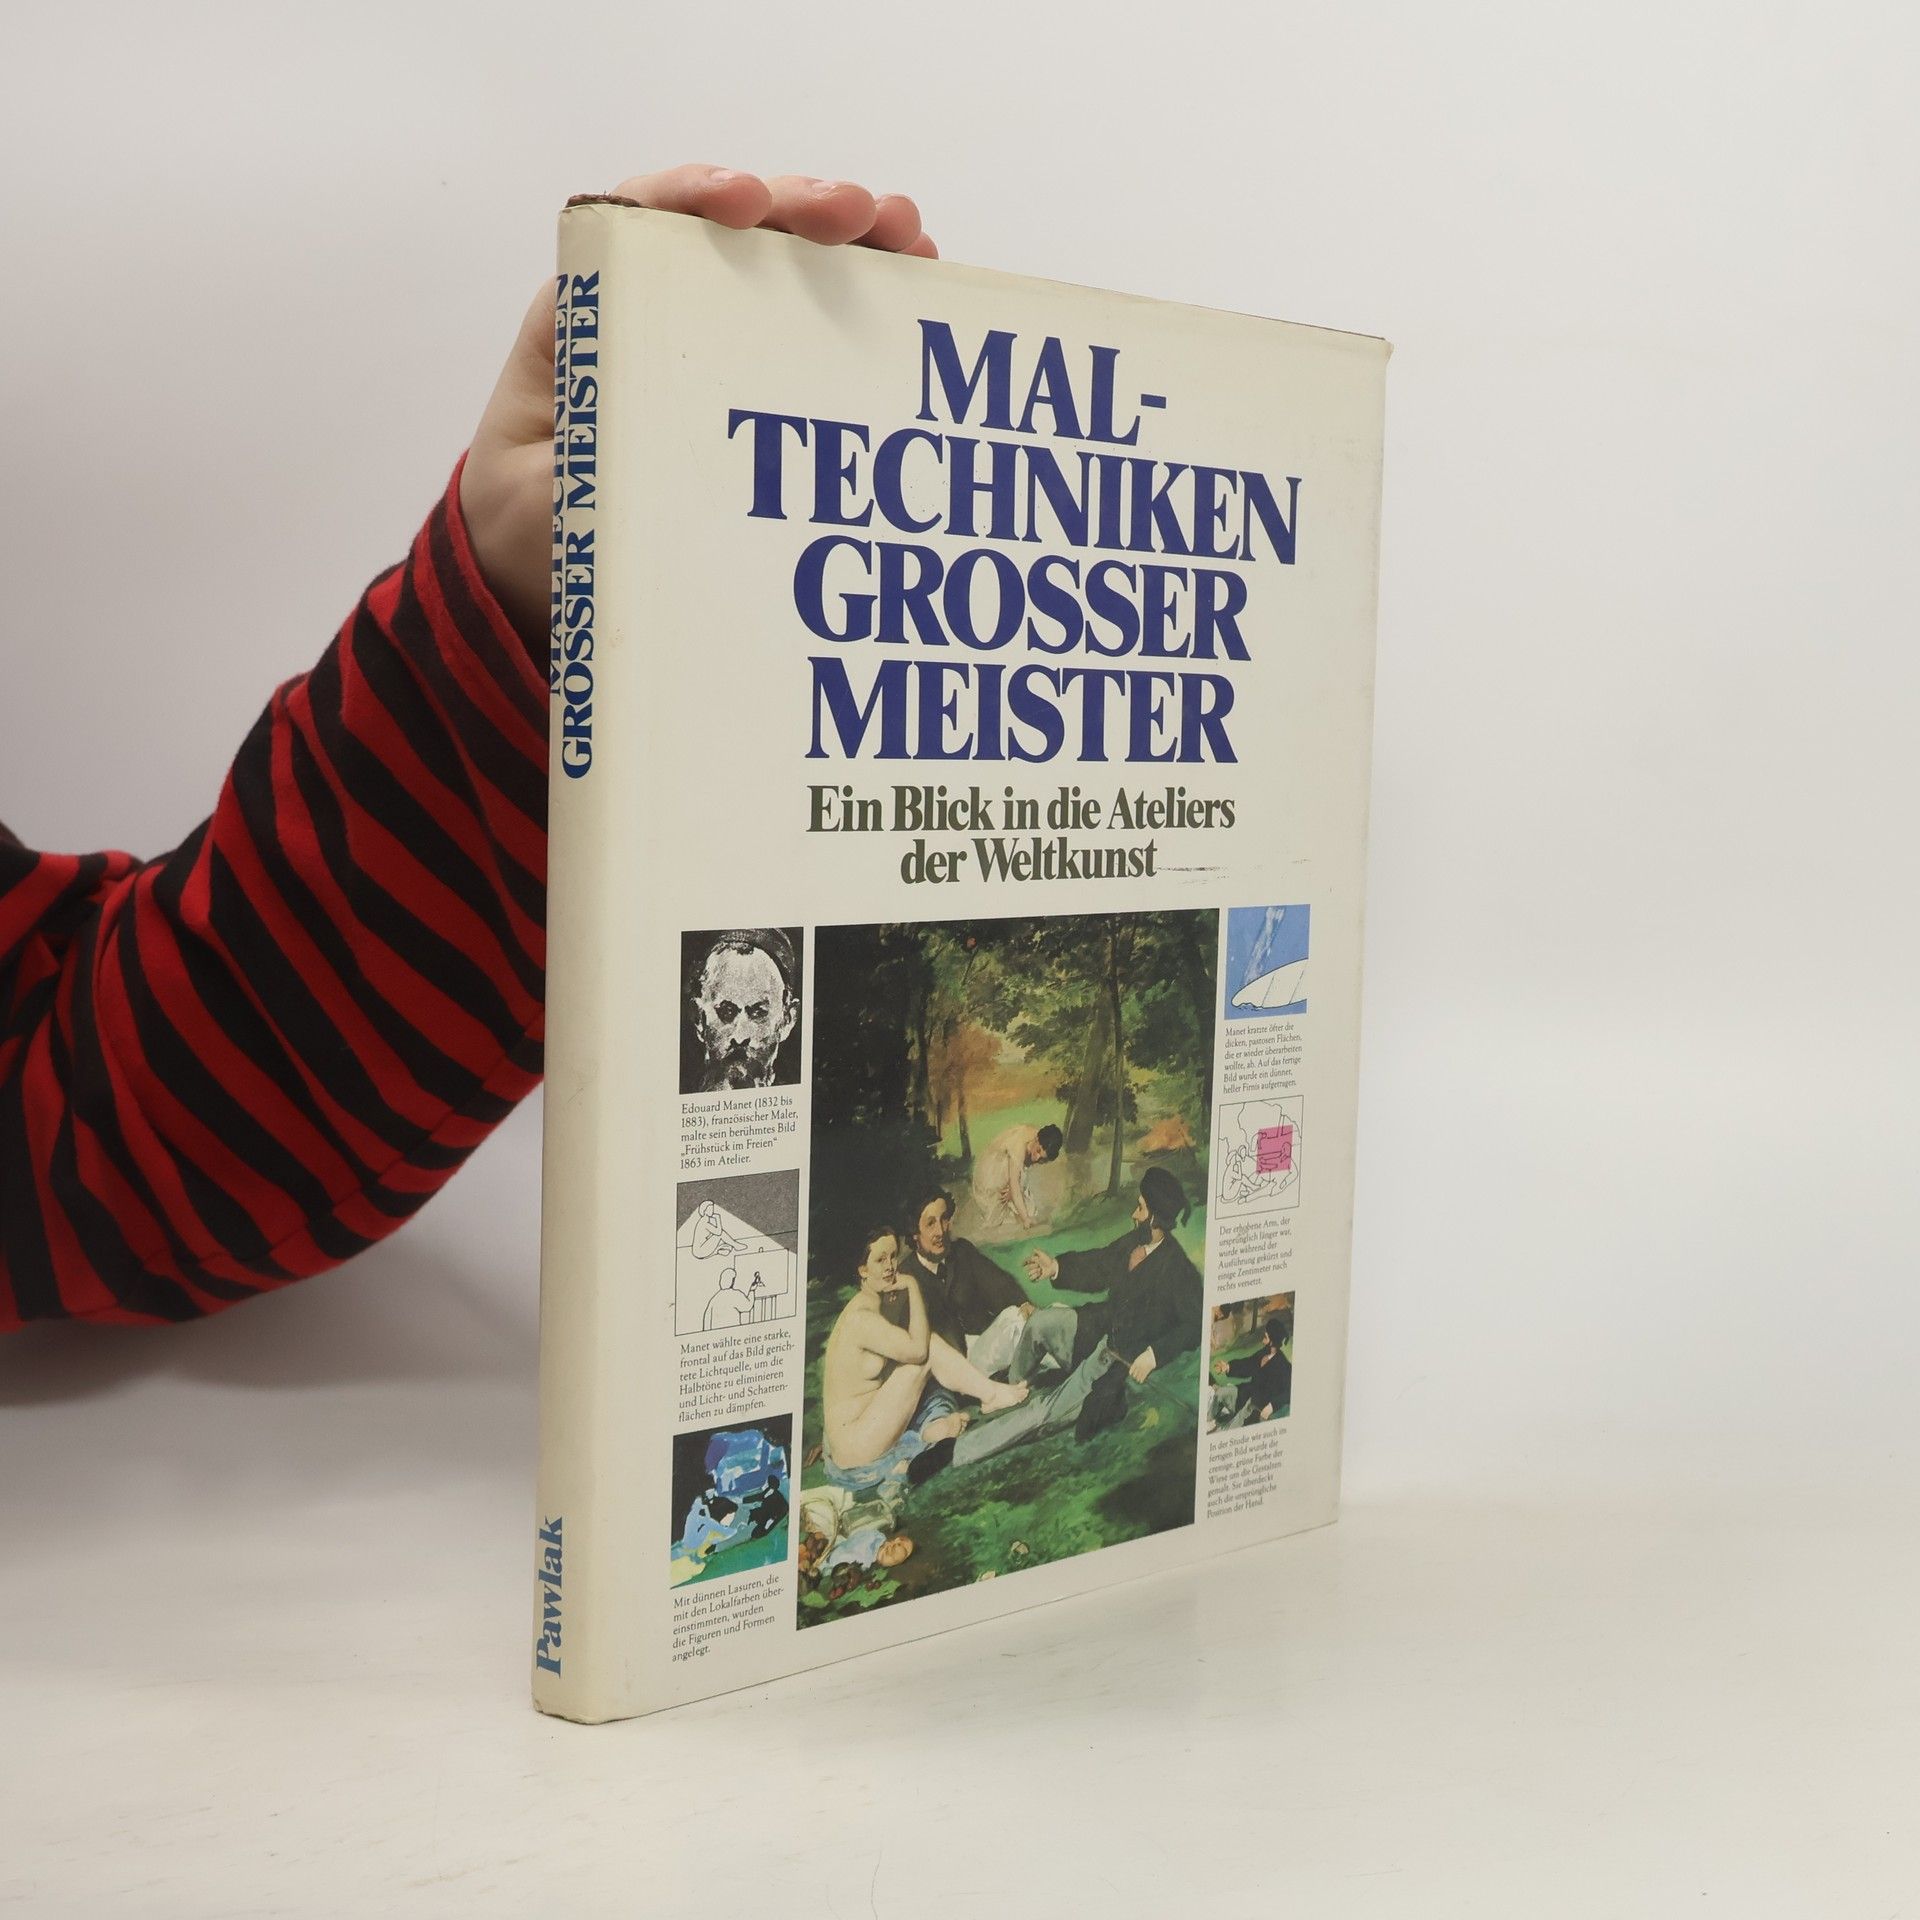 MALTECHNIKEN
GROSSER MEISTER
Pawlak
MAL-
TECHNIKEN
GROSSER
MEISTER
Ein Blick in die Ateliers
der Weltkunst
Edouard Manet (1832 bis
1883), französischer Maler,
malte sein berühmtes Bild
„Frühstück im Freien“
1863 im Atelier.
Manet wählte eine starke,
frontal auf das Bild gerich-
tete Lichtquelle, um die
Halbtöne zu eliminieren
und Licht- und Schatten-
flächen zu dämpfen.
Mit dünnen Lasuren, die
mit den Lokalfarben über-
einstimmten, wurden
die Figuren und Formen
angelegt.
Manet kratzte öfter die
dicken, pastosen Flächen,
die er wieder überarbeiten
wollte, ab. Auf das fertige
Bild wurde ein dünner,
heller Firnis aufgetragen.
Der erhobene Arm, der
ursprünglich länger war,
wurde während der
Ausführung gekürzt und
einige Zentimeter nach
rechts versetzt.
In der Studie wie auch im
fertigen Bild wurde die
cremige, grüne Farbe der
Wiese um die Gestalten
gemalt. Sie überdeckt
auch die ursprüngliche
Position der Hand.